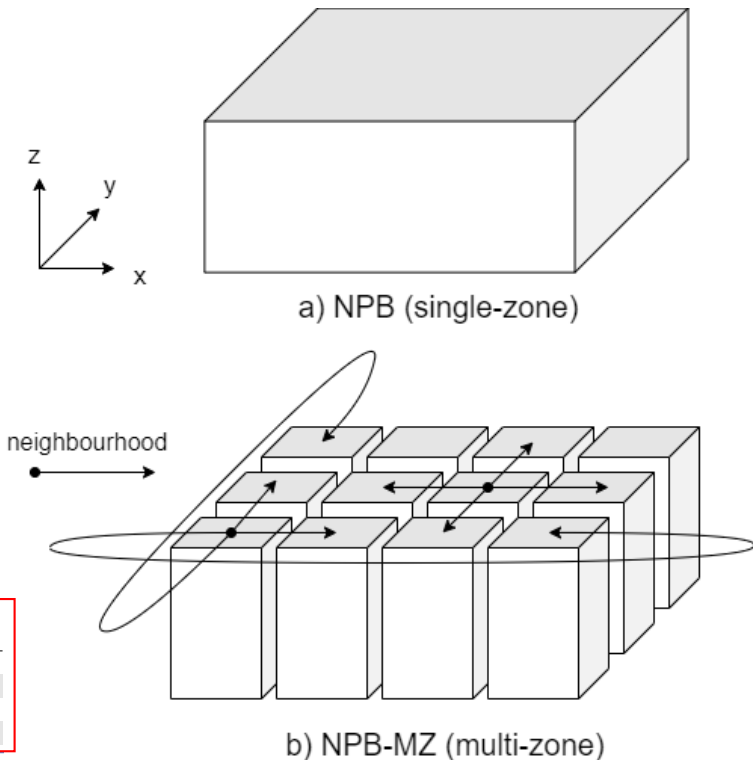 z
y
x
a) NPB (single-zone)
neighbourhood
b) NPB-MZ (multi-zone)